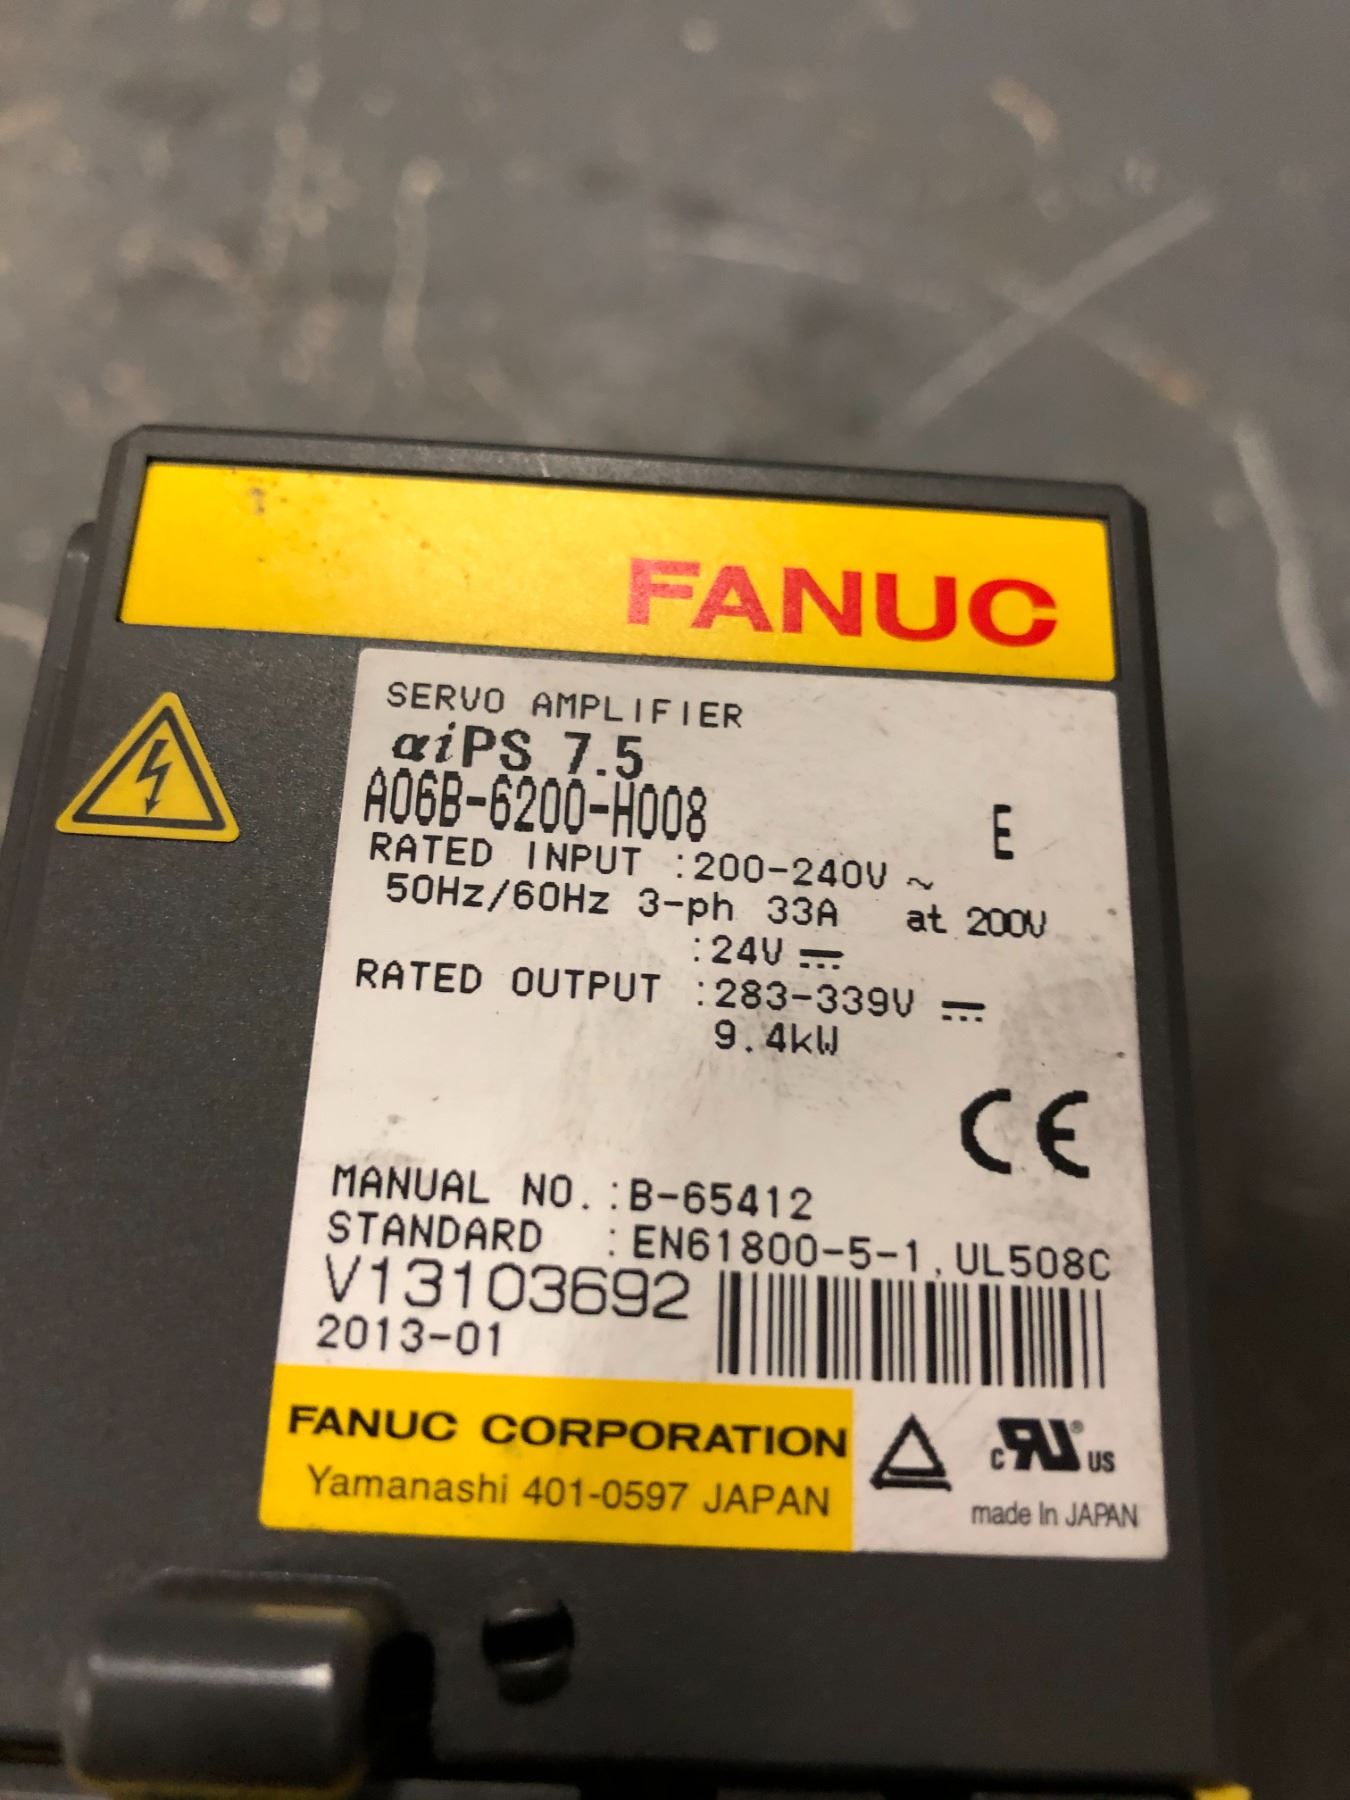 FANUC
SERVO AMPLIFIER
αiPS 7.5
A06B-6200-H008
E
RATED INPUT :200-240V ~
50Hz/60Hz 3-ph 33A at 200V
:24V ⎓
RATED OUTPUT :283-339V ⎓
9.4kW
CE
MANUAL NO.:B-65412
STANDARD :EN61800-5-1,UL508C
V13103692
2013-01
FANUC CORPORATION
Yamanashi 401-0597 JAPAN
c RU® US
made In JAPAN